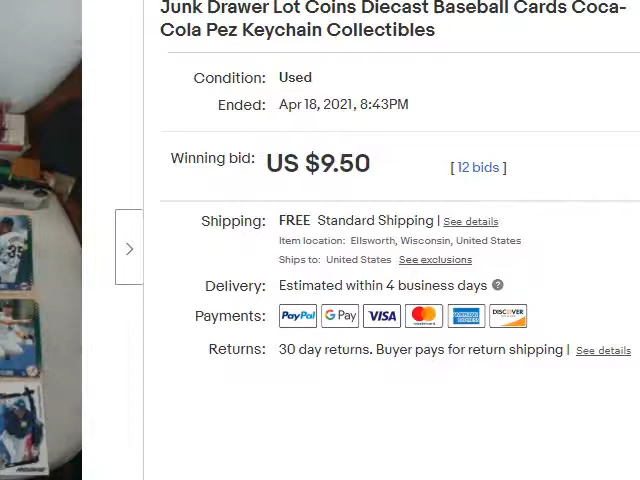 Junk Drawer Lot Coins Diecast Baseball Cards Coca-
Cola Pez Keychain Collectibles
Condition: Used
Ended: Apr 18, 2021, 8:43PM
Winning bid: US $9.50 [ 12 bids ]
Shipping: FREE Standard Shipping | See details
Item location: Ellsworth, Wisconsin, United States
Ships to: United States See exclusions
Delivery: Estimated within 4 business days ?
Payments: PayPal G Pay VISA mastercard AMERICAN EXPRESS DISCOVER
Returns: 30 day returns. Buyer pays for return shipping | See details
35